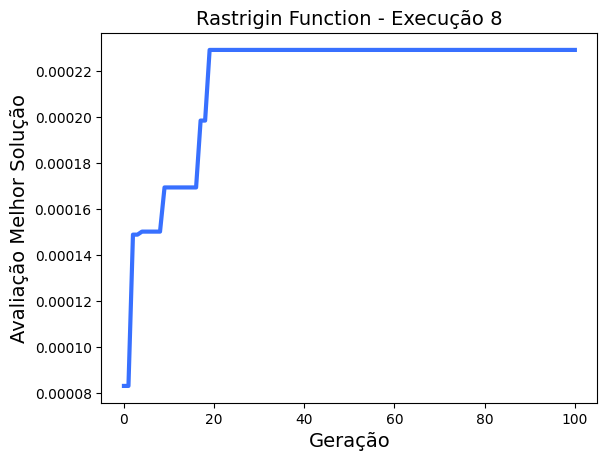 Rastrigin Function - Execução 8
Avaliação Melhor Solução
0.00022
0.00020
0.00018
0.00016
0.00014
0.00012
0.00010
0.00008
0 20 40 60 80 100
Geração